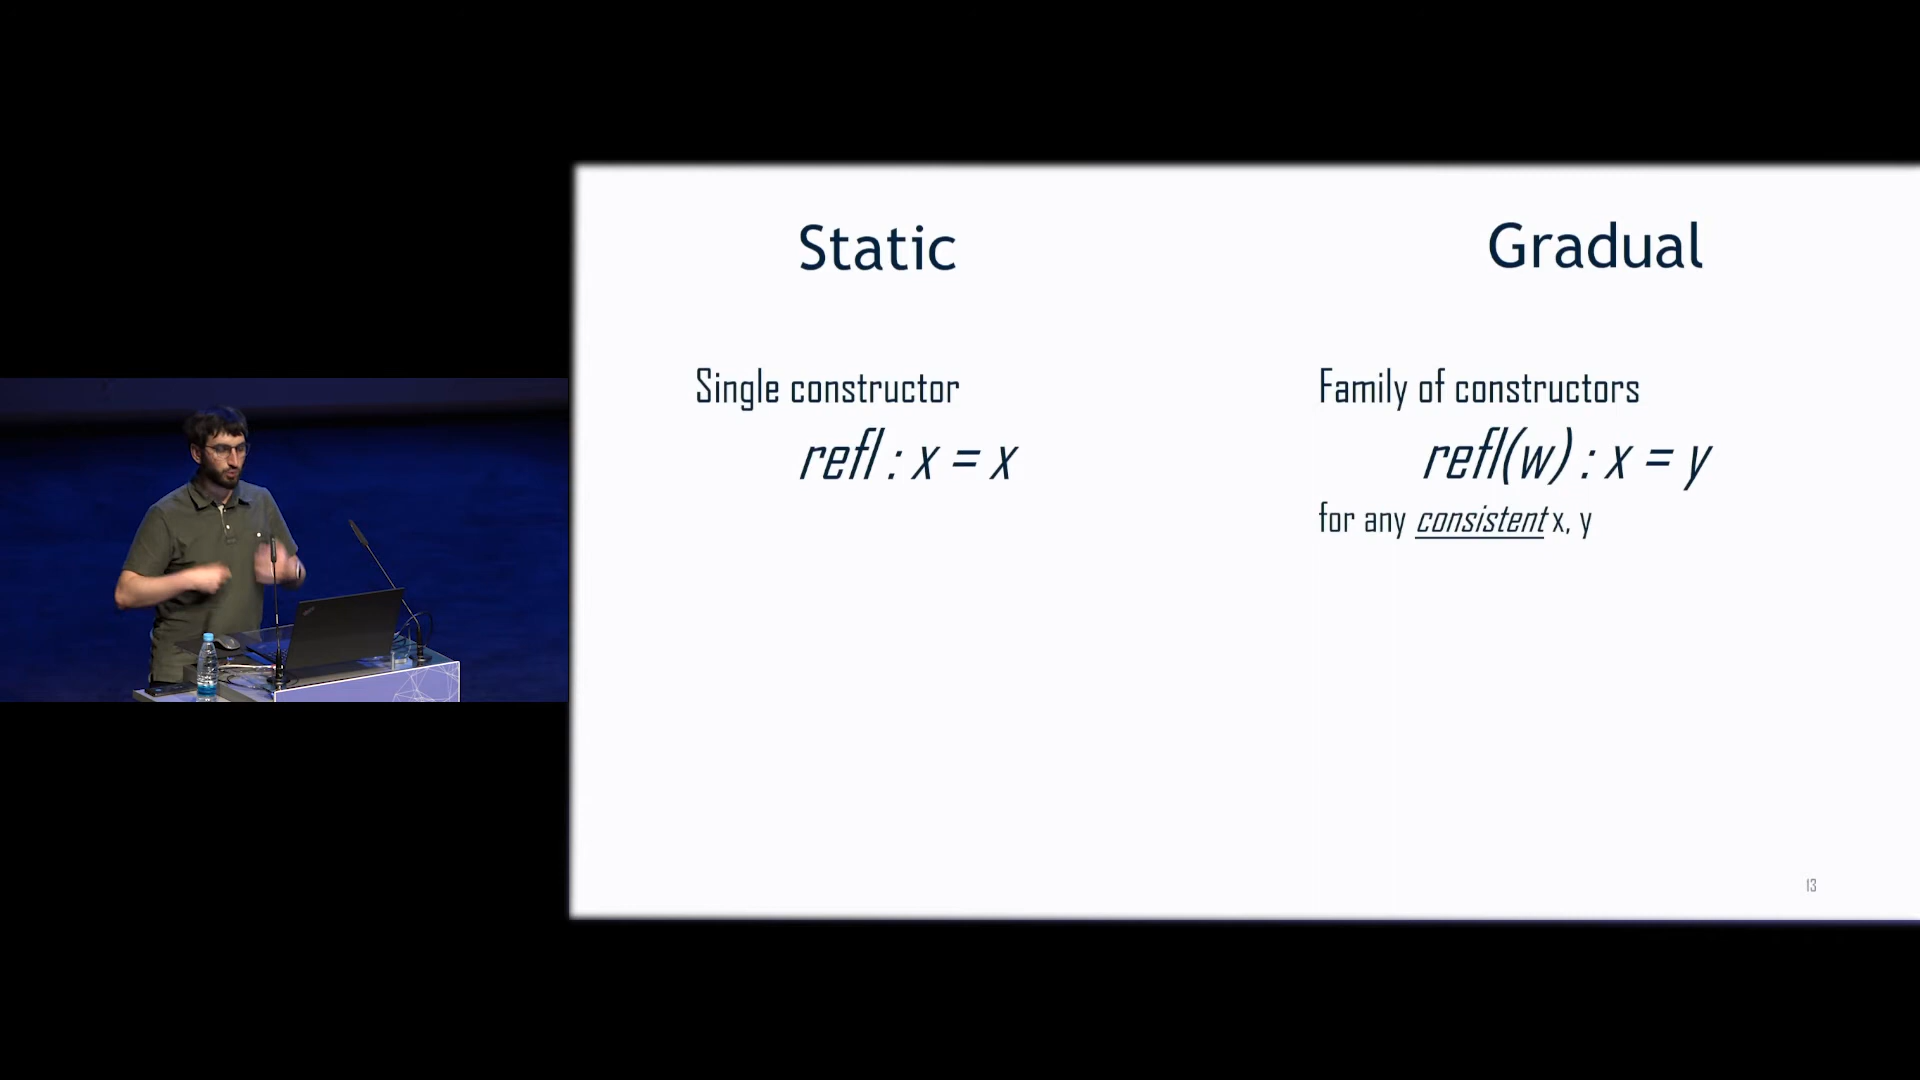 Static
Single constructor
refl : x = x
Gradual
Family of constructors
refl(w) : x = y
for any consistent x, y
13